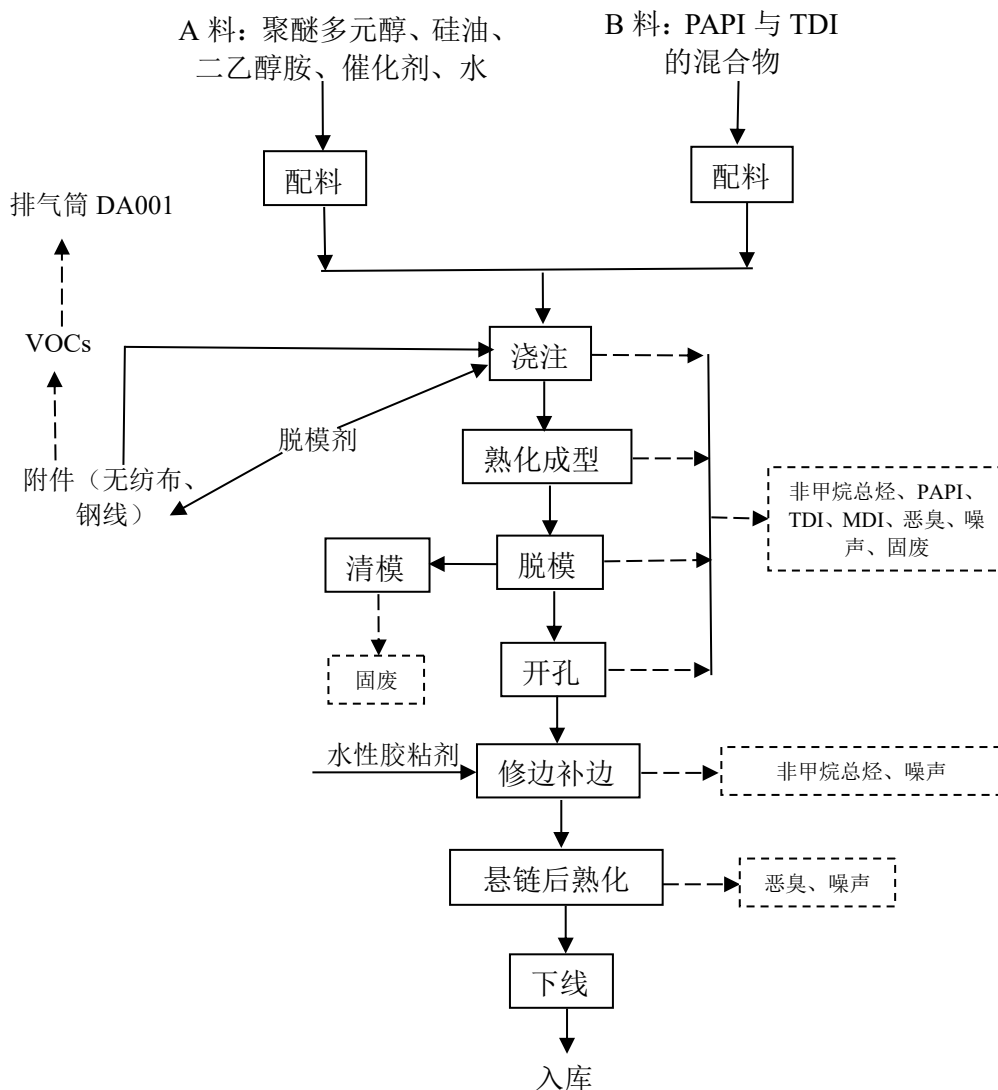 A 料：聚醚多元醇、硅油、
二乙醇胺、催化剂、水
B 料：PAPI 与 TDI
的混合物
配料
配料
排气筒 DA001
VOCs
浇注
脱模剂
熟化成型
附件（无纺布、
钢线）
非甲烷总烃、PAPI、
TDI、MDI、恶臭、噪
声、固废
清模
脱模
固废
开孔
水性胶粘剂
修边补边
非甲烷总烃、噪声
悬链后熟化
恶臭、噪声
下线
入库